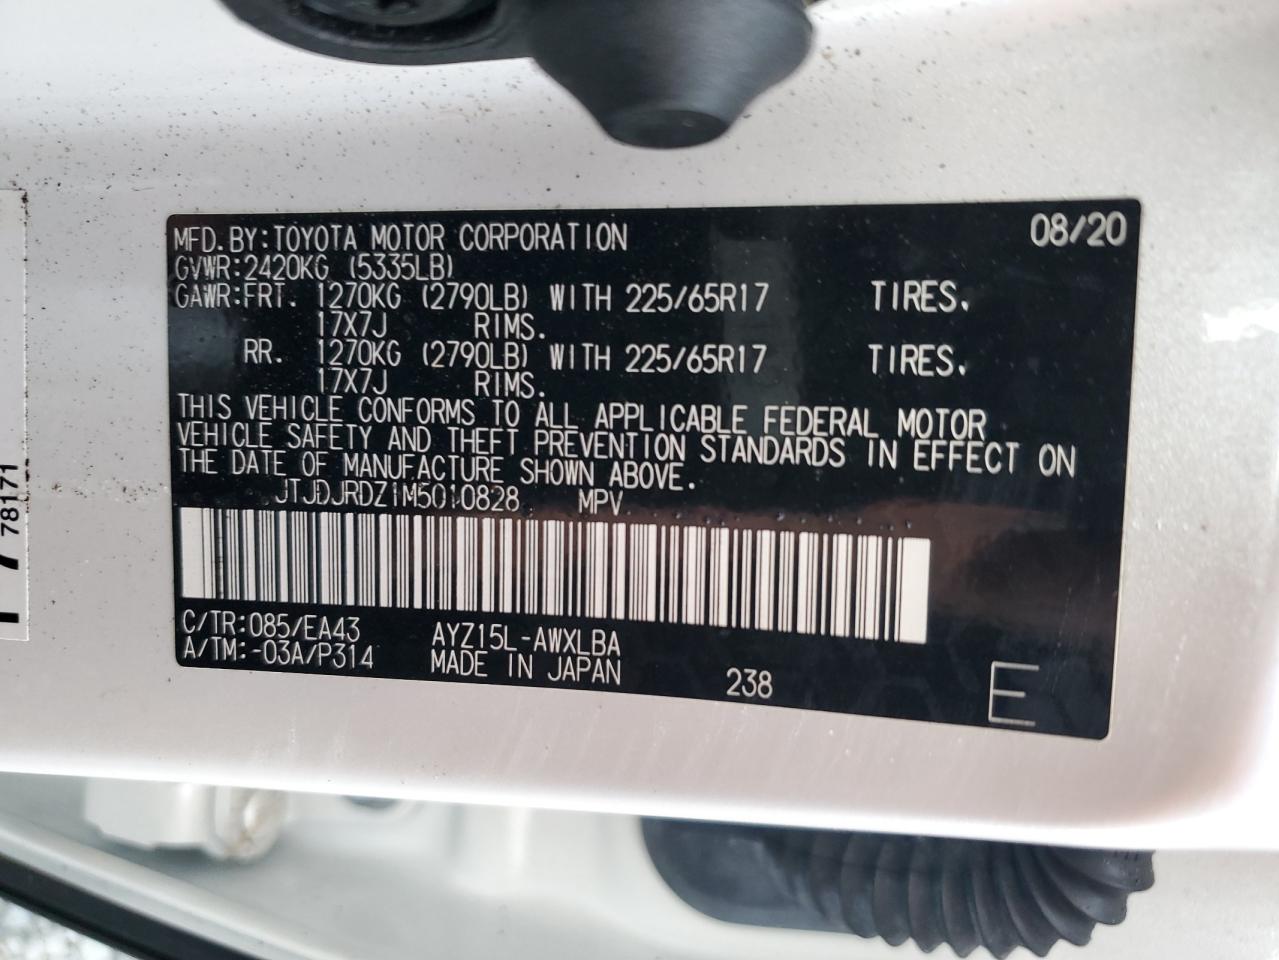 MFD. BY: TOYOTA MOTOR CORPORATION 08/20
GVWR: 2420KG (5335LB)
GAWR: FRT. 1270KG (2790LB) WITH 225/65R17 TIRES,
17X7J RIMS.
RR. 1270KG (2790LB) WITH 225/65R17 TIRES,
17X7J RIMS.
THIS VEHICLE CONFORMS TO ALL APPLICABLE FEDERAL MOTOR
VEHICLE SAFETY AND THEFT PREVENTION STANDARDS IN EFFECT ON
THE DATE OF MANUFACTURE SHOWN ABOVE.
JTJDJRDZ1M5010828 MPV
C/TR: 085/EA43 AYZ15L-AWXLBA
A/TM: -03A/P314 MADE IN JAPAN 238 E
78171